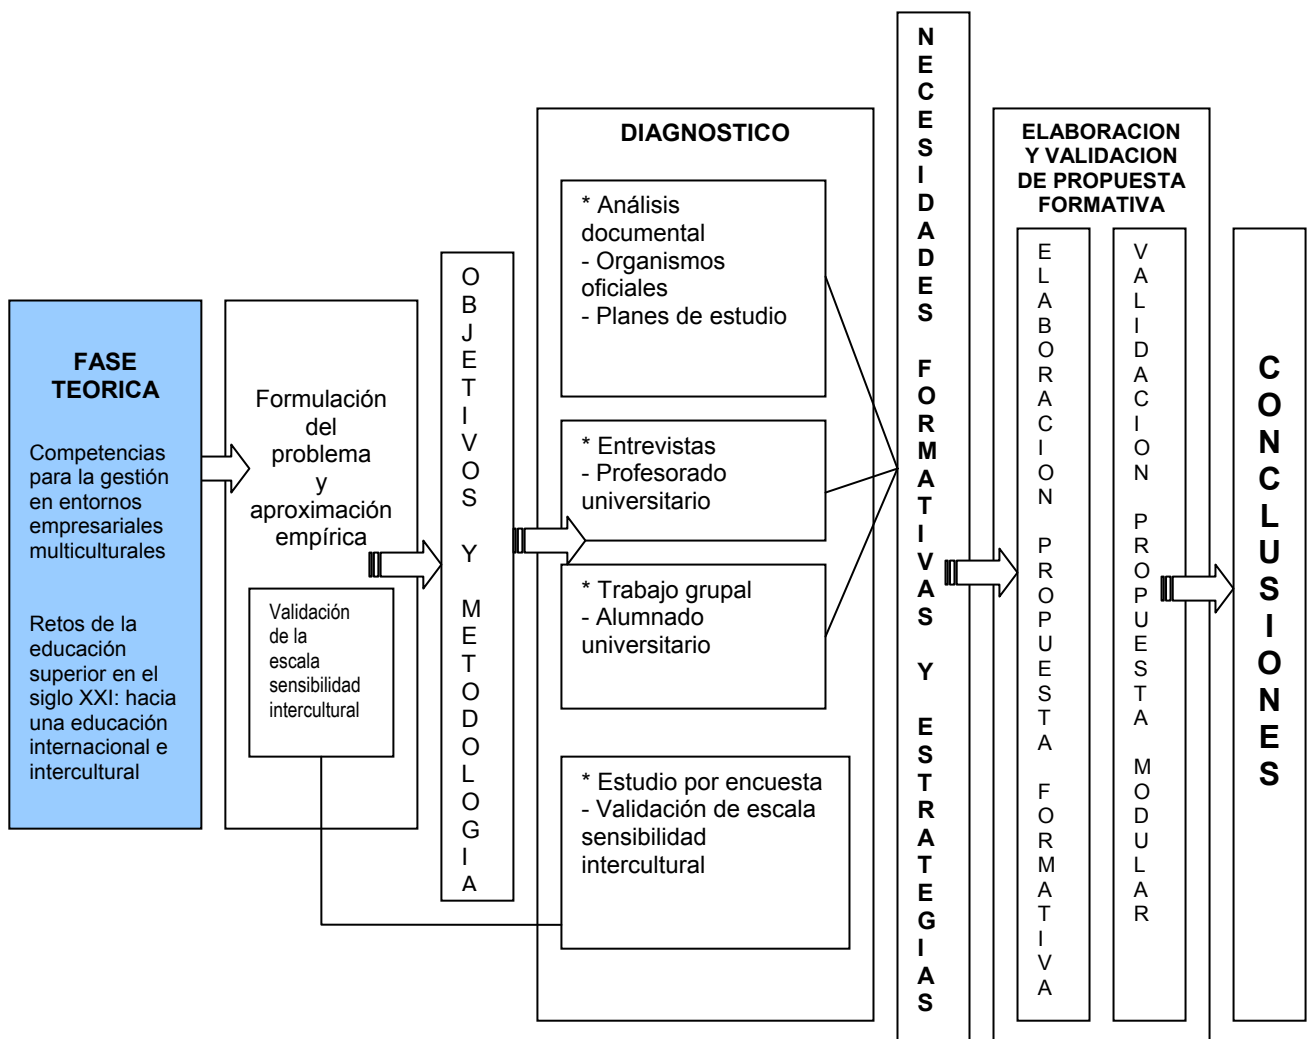 FASE
TEORICA
Competencias
para la gestión
en entornos
empresariales
multiculturales
Retos de la
educación
superior en el
siglo XXI: hacia
una educación
internacional e
intercultural
Formulación
del
problema
y
aproximación
empírica
Validación
de la
escala
sensibilidad
intercultural
OBJETIVOS Y METODOLOGIA
DIAGNOSTICO
* Análisis
documental
- Organismos
oficiales
- Planes de estudio
* Entrevistas
- Profesorado
universitario
* Trabajo grupal
- Alumnado
universitario
* Estudio por encuesta
- Validación de escala
sensibilidad
intercultural
NECESIDADES FORMATIVAS Y ESTRATEGIAS
ELABORACION
Y VALIDACION
DE PROPUESTA
FORMATIVA
ELABORACION PROPUESTA FORMATIVA
VALIDACION PROPUESTA MODULAR
CONCLUSIONES